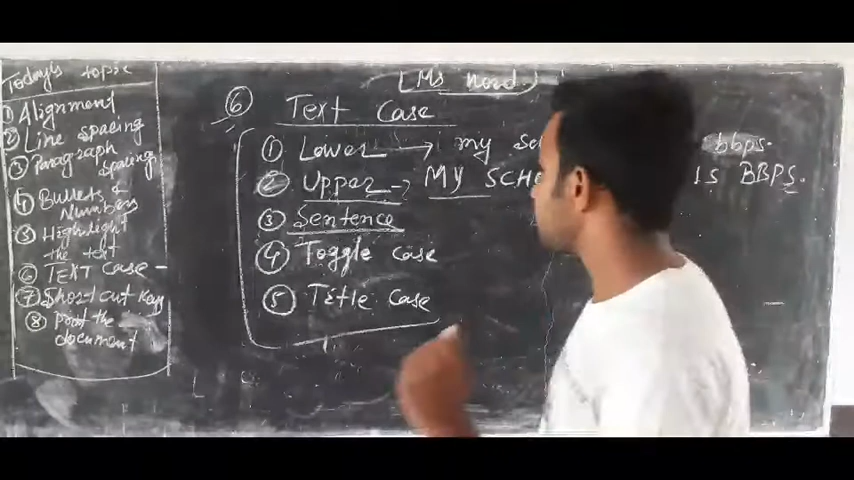 Today's topic
① Alignment
② Line spacing
③ Paragraph
spacing
④ Bullets &
Numbers
⑤ Highlight
the text
⑥ TEXT Case -
⑦ Short cut key
⑧ Print the
document
[Ms word]
⑥ Text Case
① Lower → my bbps.
② Upper → MY IS BBPS.
③ Sentence
④ Toggle Case
⑤ Title Case